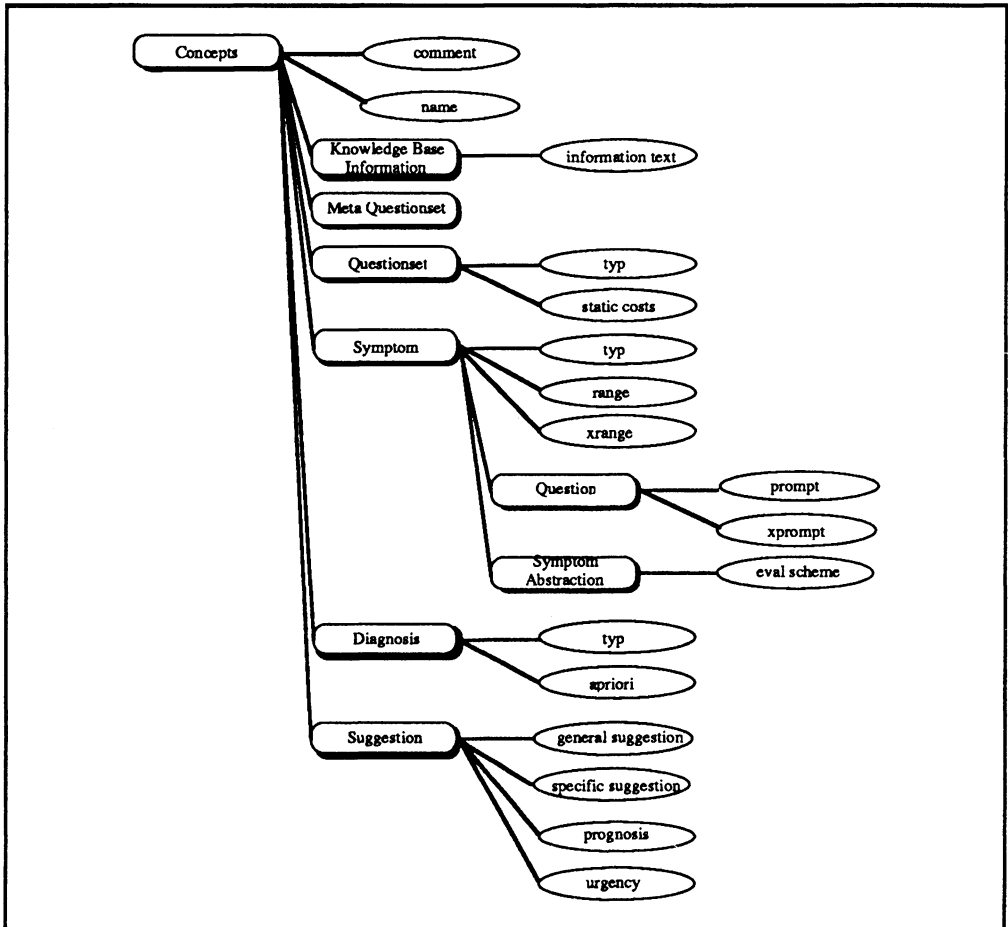 Concepts
comment
name
Knowledge Base
Information
information text
Meta Questionset
Questionset
typ
static costs
Symptom
typ
range
xrange
Question
prompt
xprompt
Symptom
Abstraction
eval scheme
Diagnosis
typ
apriori
Suggestion
general suggestion
specific suggestion
prognosis
urgency